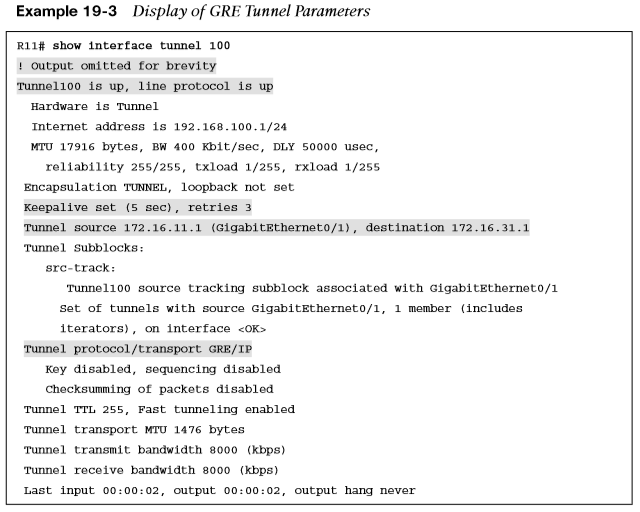 Example 19-3 Display of GRE Tunnel Parameters
R11# show interface tunnel 100
! Output omitted for brevity
Tunnel100 is up, line protocol is up
Hardware is Tunnel
Internet address is 192.168.100.1/24
MTU 17916 bytes, BW 400 Kbit/sec, DLY 50000 usec,
reliability 255/255, txload 1/255, rxload 1/255
Encapsulation TUNNEL, loopback not set
Keepalive set (5 sec), retries 3
Tunnel source 172.16.11.1 (GigabitEthernet0/1), destination 172.16.31.1
Tunnel Subblocks:
src-track:
Tunnel100 source tracking subblock associated with GigabitEthernet0/1
Set of tunnels with source GigabitEthernet0/1, 1 member (includes
iterators), on interface <OK>
Tunnel protocol/transport GRE/IP
Key disabled, sequencing disabled
Checksumming of packets disabled
Tunnel TTL 255, Fast tunneling enabled
Tunnel transport MTU 1476 bytes
Tunnel transmit bandwidth 8000 (kbps)
Tunnel receive bandwidth 8000 (kbps)
Last input 00:00:02, output 00:00:02, output hang never